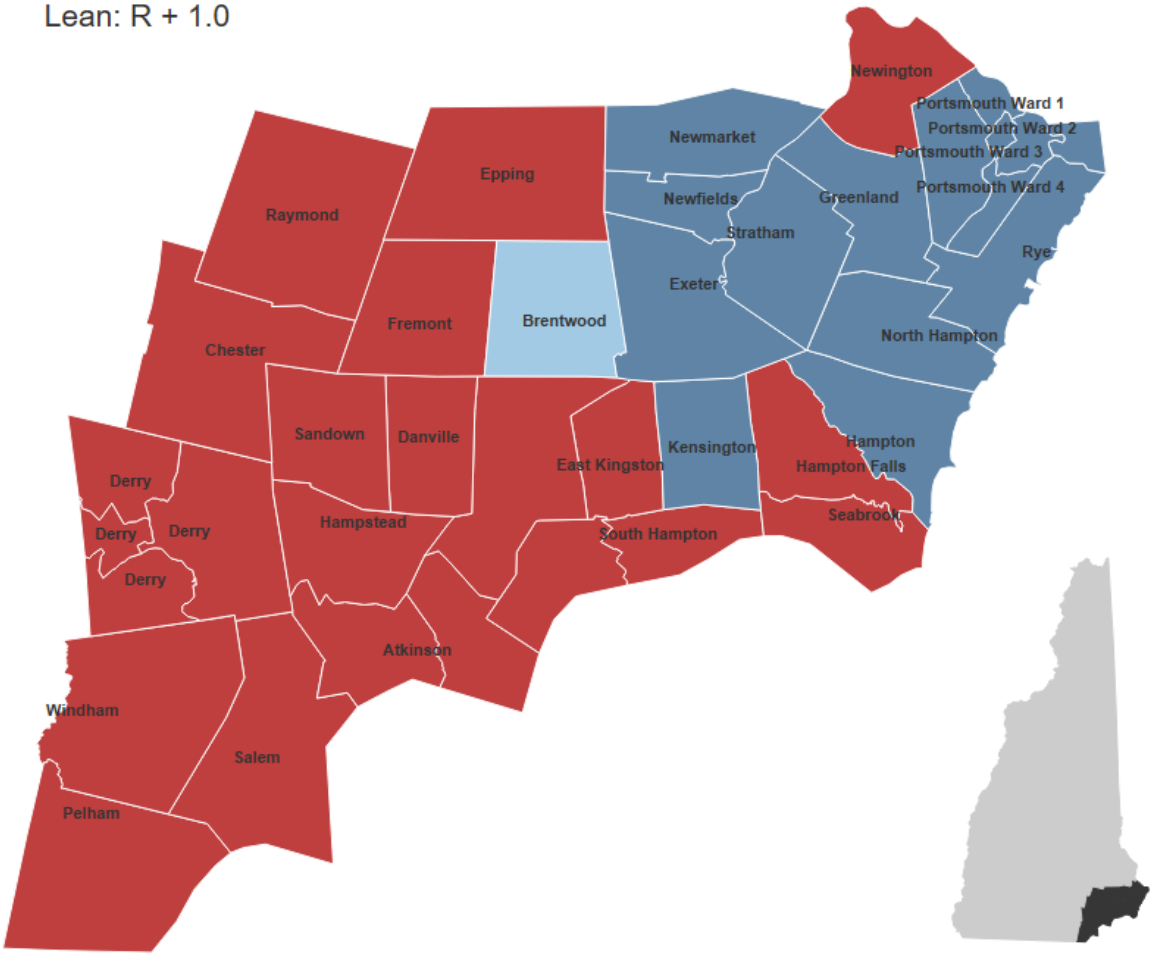 Lean: R + 1.0
Newington
Portsmouth Ward 1
Portsmouth Ward 2
Newmarket
Portsmouth Ward 3
Epping
Portsmouth Ward 4
Newfields
Greenland
Raymond
Stratham
Rye
Exeter
Brentwood
Fremont
North Hampton
Chester
Sandown
Danville
Hampton
Kensington
East Kingston
Hampton Falls
Derry
Seabrook
Hampstead
Derry
Derry
South Hampton
Derry
Atkinson
Windham
Salem
Pelham